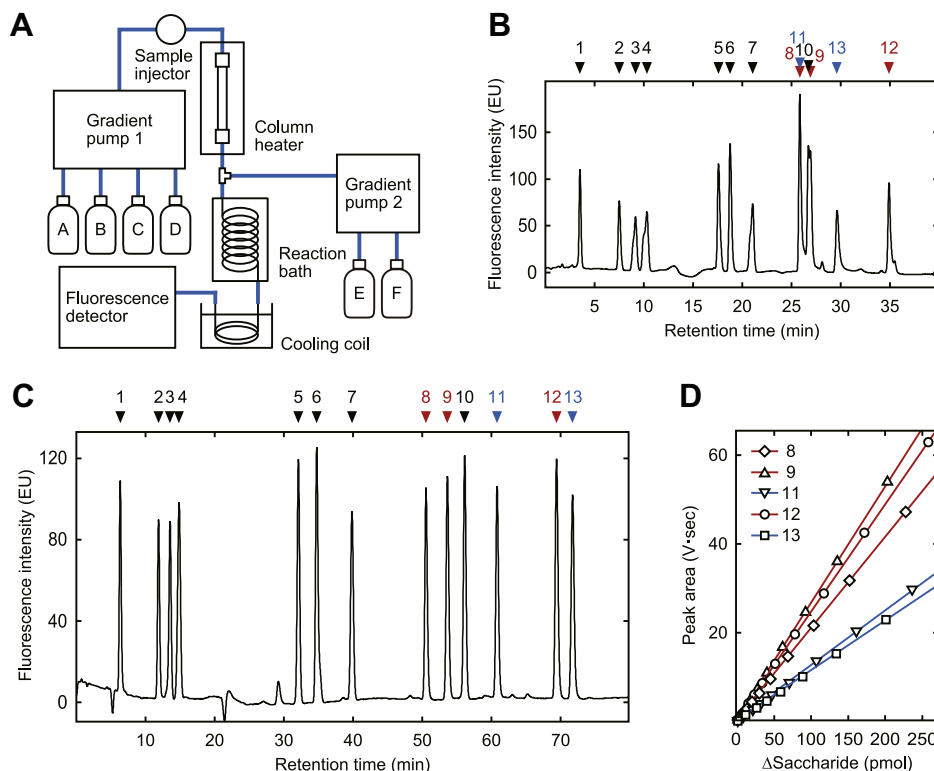 A
Sample
injector
Gradient
pump 1
Column
heater
Gradient
pump 2
A
B
C
D
Reaction
bath
E
F
Fluorescence
detector
Cooling coil
B
1
2
3
4
5
6
7
8
11
10
9
13
12
Fluorescence intensity (EU)
150
100
50
0
5
10
15
20
25
30
35
Retention time (min)
C
1
2
3
4
5
6
7
8
9
10
11
12
13
Fluorescence intensity (EU)
120
80
40
0
10
20
30
40
50
60
70
Retention time (min)
D
8
9
11
12
13
Peak area (V•sec)
60
40
20
0
50
100
150
200
250
ΔSaccharide (pmol)